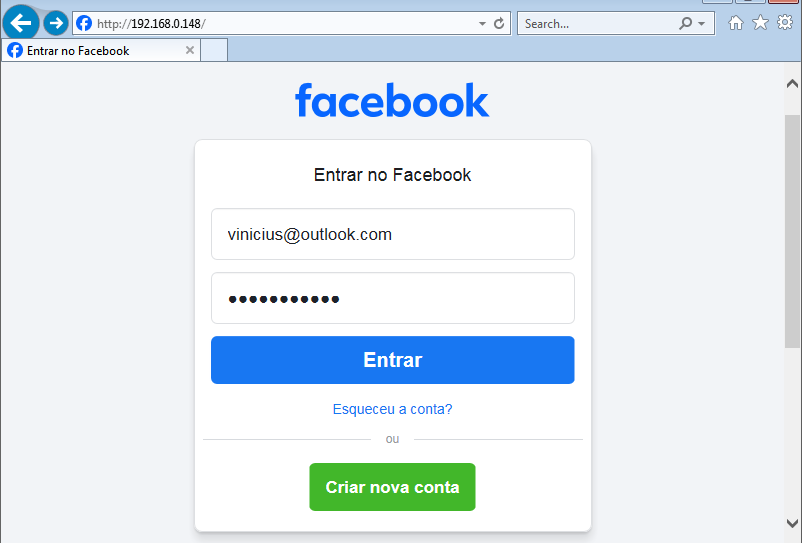 http://192.168.0.148/
Search...
Entrar no Facebook
facebook
Entrar no Facebook
vinicius@outlook.com
Entrar
Esqueceu a conta?
ou
Criar nova conta